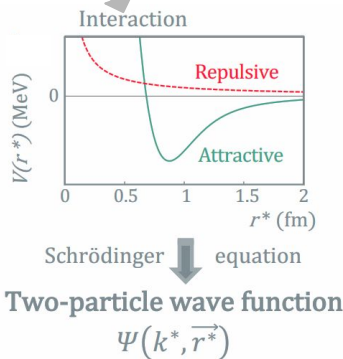 Interaction
Repulsive
Attractive
V(r*) (MeV)
0
0 0.5 1 1.5 2
r* (fm)
Schrödinger equation
Two-particle wave function
Ψ(k*, r⃗*)